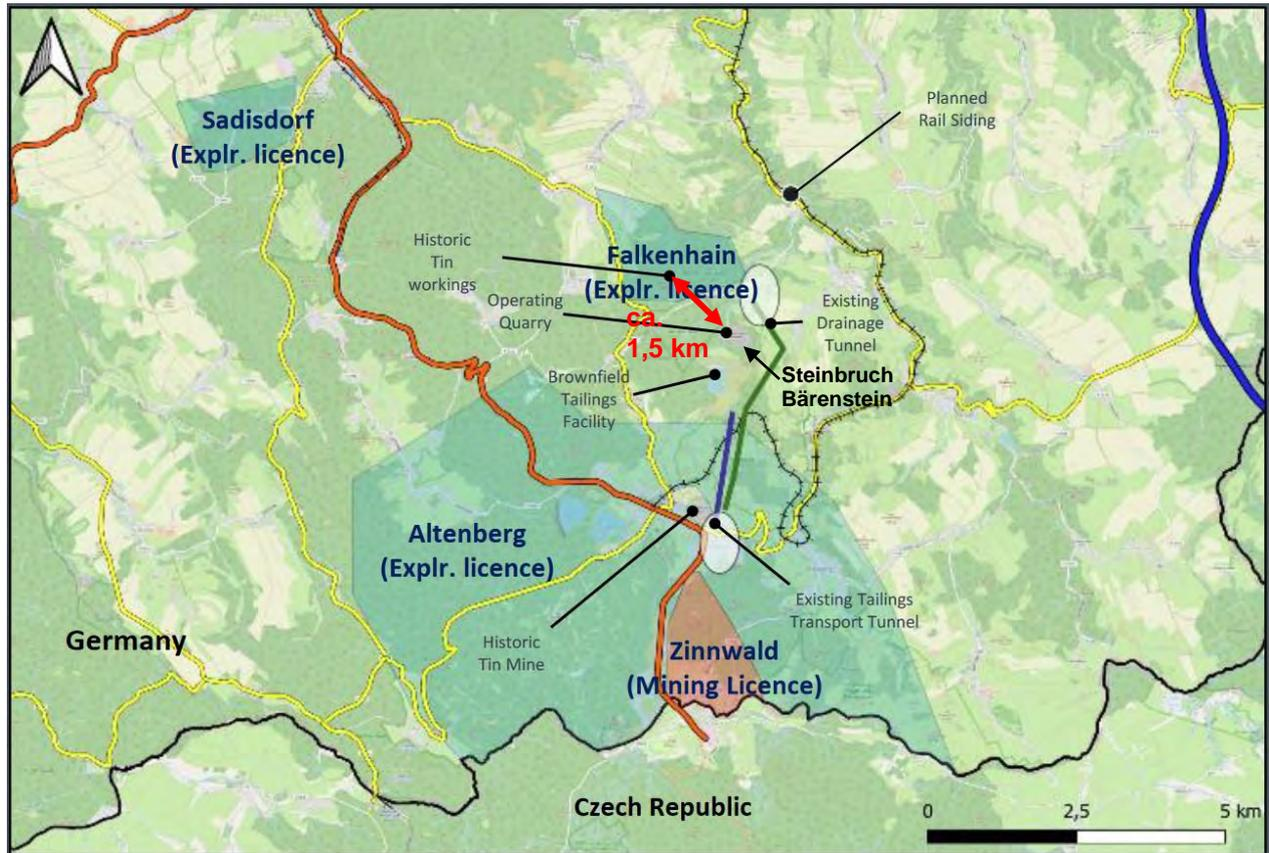 Planned
Rail Siding
Sadisdorf
(Explr. licence)
Historic
Tin
workings
Falkenhain
(Explr. licence)
Operating
Quarry
ca.
1,5 km
Existing
Drainage
Tunnel
Brownfield
Tailings
Facility
Steinbruch
Bärenstein
Altenberg
(Explr. licence)
Existing Tailings
Transport Tunnel
Germany
Historic
Tin Mine
Zinnwald
(Mining Licence)
Czech Republic
0 2,5 5 km